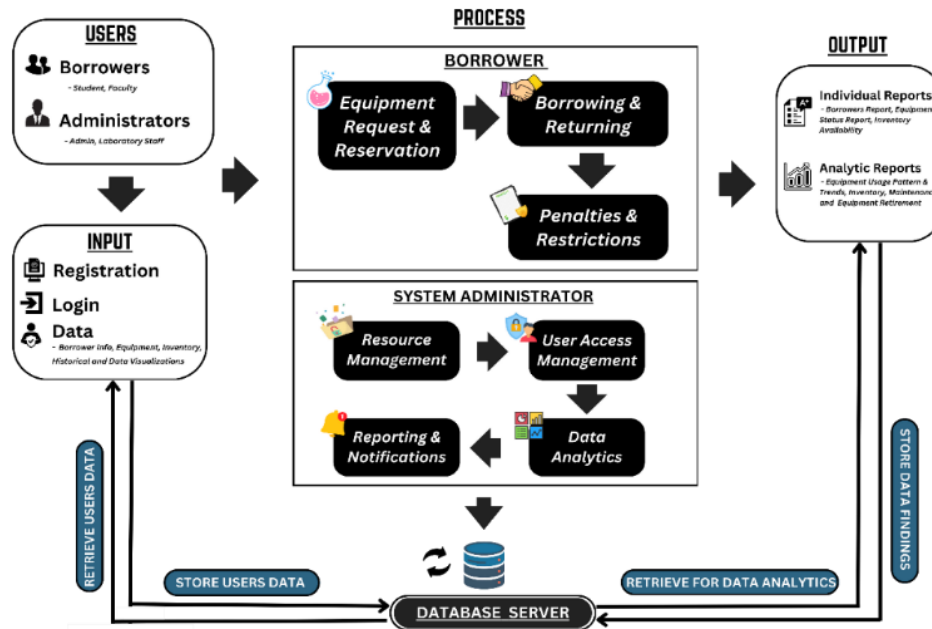 PROCESS
USERS
Borrowers
- Student, Faculty
Administrators
- Admin, Laboratory Staff
INPUT
Registration
Login
Data
- Borrower Info, Equipment, Inventory,
Historical and Data Visualizations
BORROWER
Equipment
Request &
Reservation
Borrowing &
Returning
Penalties &
Restrictions
SYSTEM ADMINISTRATOR
Resource
Management
User Access
Management
Reporting &
Notifications
Data
Analytics
OUTPUT
Individual Reports
- Borrowers Report, Equipmen
Status Report, Inventory
Availability
Analytic Reports
- Equipment Usage Pattern &
Trends, Inventory, Maintenanc
and Equipment Retirement
RETRIEVE USERS DATA
STORE USERS DATA
DATABASE SERVER
RETRIEVE FOR DATA ANALYTICS
STORE DATA FINDINGS